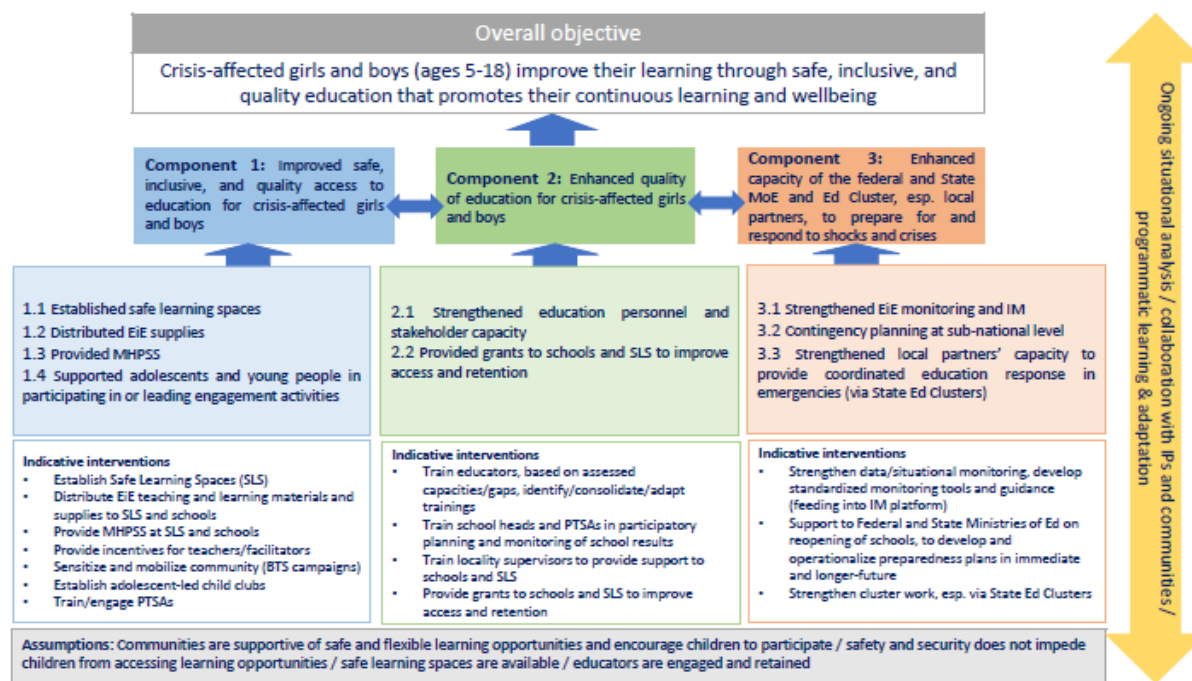 Overall objective
Crisis-affected girls and boys (ages 5-18) improve their learning through safe, inclusive, and
quality education that promotes their continuous learning and wellbeing
Component 1: Improved safe,
inclusive, and quality access to
education for crisis-affected girls
and boys
Component 2: Enhanced quality
of education for crisis-affected girls
and boys
Component 3: Enhanced
capacity of the federal and State
MoE and Ed Cluster, esp. local
partners, to prepare for and
respond to shocks and crises
1.1 Established safe learning spaces
1.2 Distributed EiE supplies
1.3 Provided MHPSS
1.4 Supported adolescents and young people in
participating in or leading engagement activities
2.1 Strengthened education personnel and
stakeholder capacity
2.2 Provided grants to schools and SLS to improve
access and retention
3.1 Strengthened EiE monitoring and IM
3.2 Contingency planning at sub-national level
3.3 Strengthened local partners' capacity to
provide coordinated education response in
emergencies (via State Ed Clusters)
Indicative interventions
• Establish Safe Learning Spaces (SLS)
• Distribute EiE teaching and learning materials and
supplies to SLS and schools
• Provide MHPSS at SLS and schools
• Provide incentives for teachers/facilitators
• Sensitize and mobilize community (BTS campaigns)
• Establish adolescent-led child clubs
• Train/engage PTSAs
Indicative interventions
• Train educators, based on assessed
capacities/gaps, identify/consolidate/adapt
trainings
• Train school heads and PTSAs in participatory
planning and monitoring of school results
• Train locality supervisors to provide support to
schools and SLS
• Provide grants to schools and SLS to improve
access and retention
Indicative interventions
• Strengthen data/situational monitoring, develop
standardized monitoring tools and guidance
(feeding into IM platform)
• Support to Federal and State Ministries of Ed on
reopening of schools, to develop and
operationalize preparedness plans in immediate
and longer-future
• Strengthen cluster work, esp. via State Ed Clusters
Assumptions: Communities are supportive of safe and flexible learning opportunities and encourage children to participate / safety and security does not impede
children from accessing learning opportunities / safe learning spaces are available / educators are engaged and retained
Ongoing situational analysis / collaboration with IPs and communities /
programmatic learning & adaptation